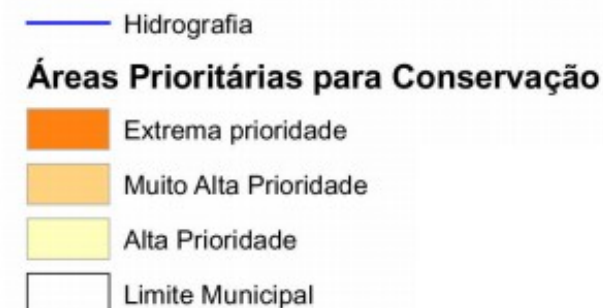 Hidrografia
Áreas Prioritárias para Conservação
Extrema prioridade
Muito Alta Prioridade
Alta Prioridade
Limite Municipal